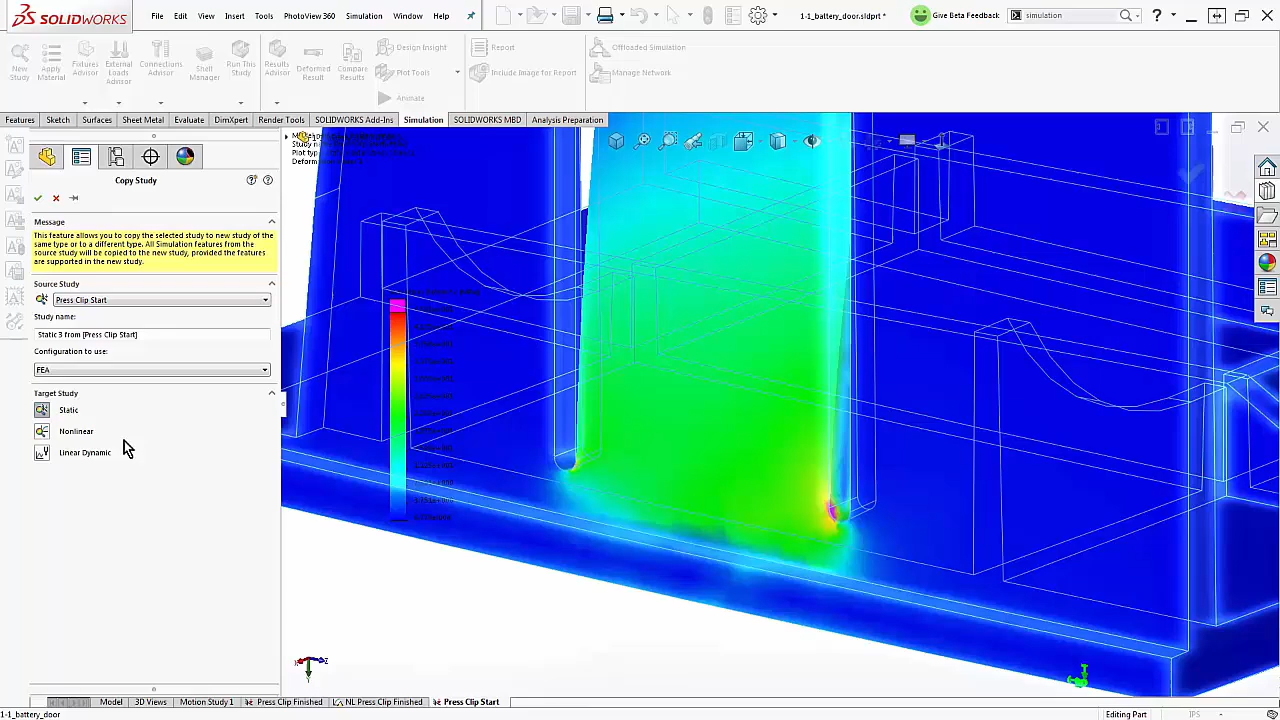 SOLIDWORKS
File Edit View Insert Tools PhotoView 360 Simulation Window Help
1-1_battery_door.sldprt *
Give Beta Feedback
simulation
New Study
Apply Material
Fixtures Advisor
External Loads Advisor
Connections Advisor
Shell Manager
Run This Study
Results Advisor
Deformed Result
Compare Results
Design Insight
Plot Tools
Animate
Report
Include Image for Report
Offloaded Simulation
Manage Network
Features Sketch Surfaces Sheet Metal Evaluate DimXpert Render Tools SOLIDWORKS Add-Ins Simulation SOLIDWORKS MBD Analysis Preparation
Copy Study
Message
This feature allows you to copy the selected study to new study of the
same type or to a different type. All Simulation features from the
source study will be copied to the new study, provided the features
are supported in the new study.
Source Study
Press Clip Start
Study name:
Static 3 from [Press Clip Start]
Configuration to use:
FEA
Target Study
Static
Nonlinear
Linear Dynamic
Model 3D Views Motion Study 1 Press Clip Finished NL Press Clip Finished Press Clip Start
1-1_battery_door
Editing Part
IPS